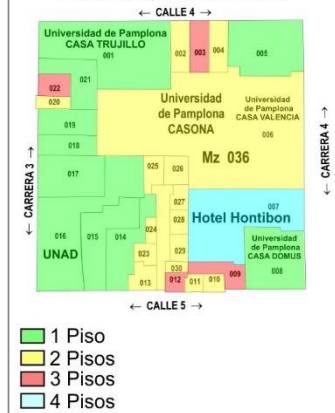 ← CALLE 4 →
Universidad de Pamplona
CASA TRUJILLO
001
002
003
004
005
021
022
020
Universidad
de Pamplona
CASONA
Universidad
de Pamplona
CASA VALENCIA
006
019
018
Mz 036
← CARRERA 3 →
← CARRERA 4 →
017
025
026
027
028
007
Hotel Hontibon
016
015
014
024
029
Universidad
de Pamplona
CASA DOMUS
008
UNAD
023
030
013
012
011
010
009
← CALLE 5 →
1 Piso
2 Pisos
3 Pisos
4 Pisos